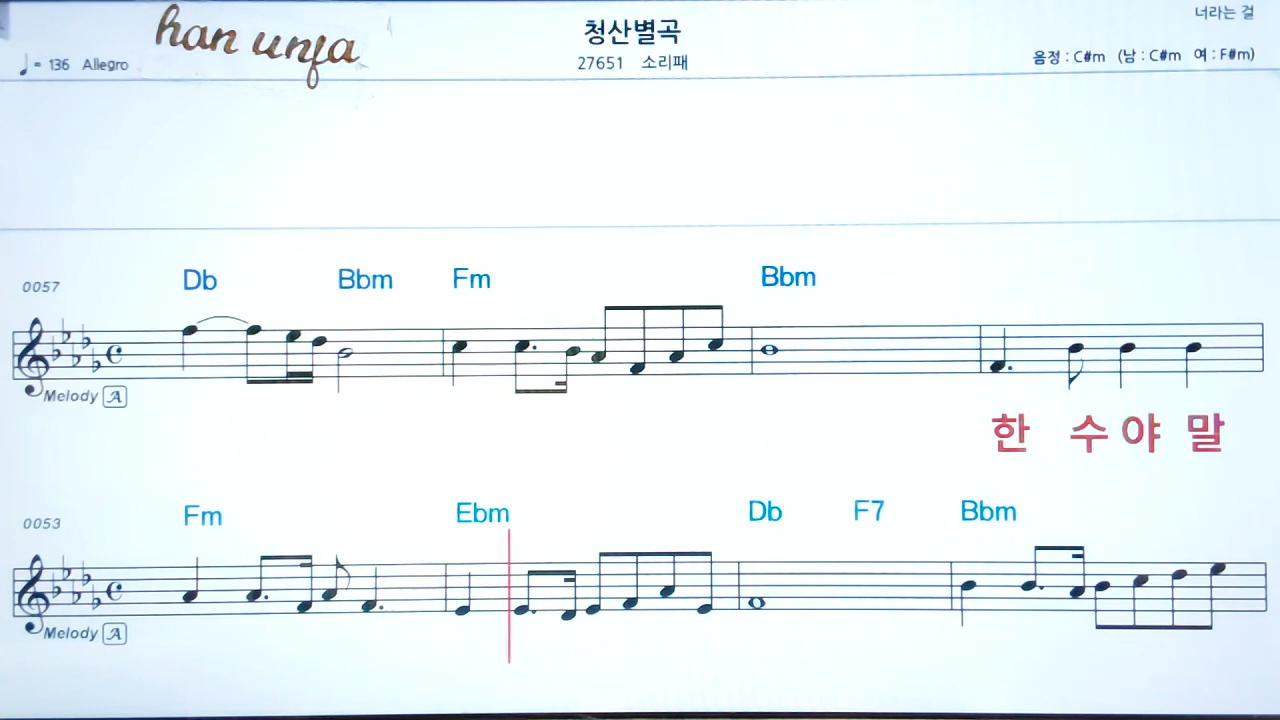 han unja
청산별곡
너라는 걸
♩= 136 Allegro
27651 소리패
음정 : C#m (남 : C#m 여 : F#m)
0057
Db Bbm Fm Bbm
Melody A
한 수 야 말
0053
Fm Ebm Db F7 Bbm
Melody A